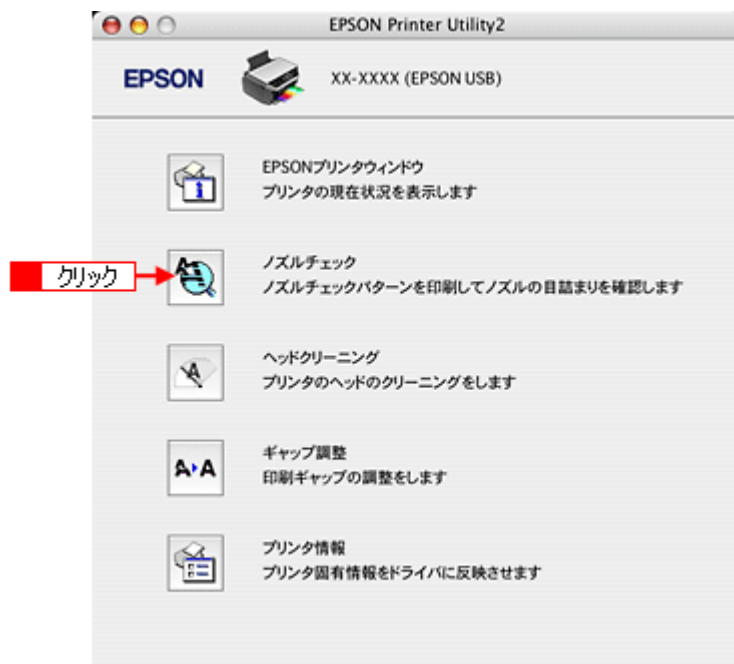 EPSON Printer Utility2
EPSON
XX-XXXX (EPSON USB)
EPSONプリンタウィンドウ
プリンタの現在状況を表示します
クリック
ノズルチェック
ノズルチェックパターンを印刷してノズルの目詰まりを確認します
ヘッドクリーニング
プリンタのヘッドのクリーニングをします
ギャップ調整
印刷ギャップの調整をします
プリンタ情報
プリンタ固有情報をドライバに反映させます